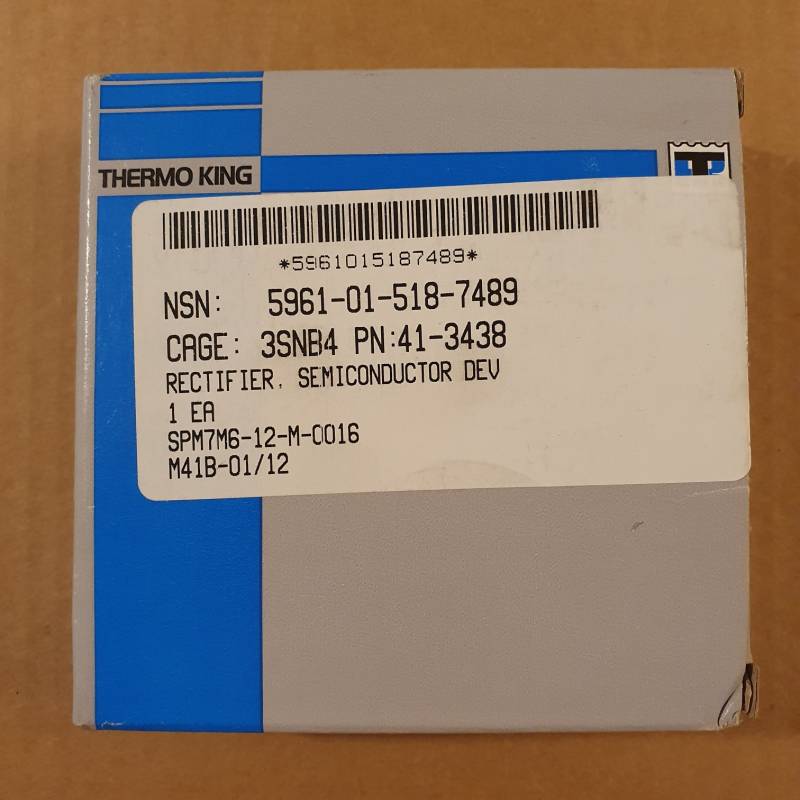 THERMO KING
*5961015187489*
NSN: 5961-01-518-7489
CAGE: 3SNB4 PN:41-3438
RECTIFIER, SEMICONDUCTOR DEV
1 EA
SPM7M6-12-M-0016
M41B-01/12